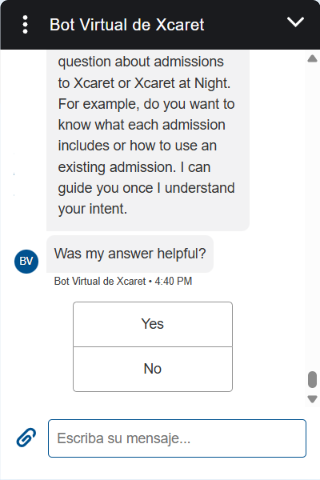 Bot Virtual de Xcaret
question about admissions
to Xcaret or Xcaret at Night.
For example, do you want to
know what each admission
includes or how to use an
existing admission. I can
guide you once I understand
your intent.
Was my answer helpful?
BV
Bot Virtual de Xcaret • 4:40 PM
Yes
No
Escriba su mensaje...